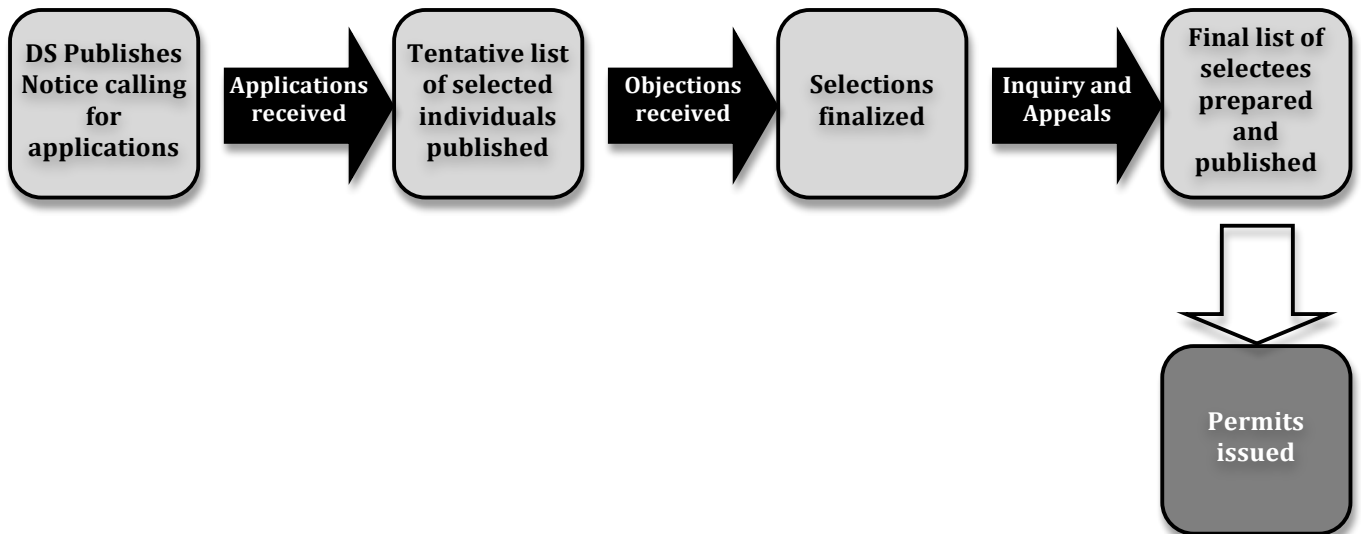 DS Publishes
Notice calling
for
applications
Applications
received
Tentative list
of selected
individuals
published
Objections
received
Selections
finalized
Inquiry and
Appeals
Final list of
selectees
prepared
and
published
Permits
issued